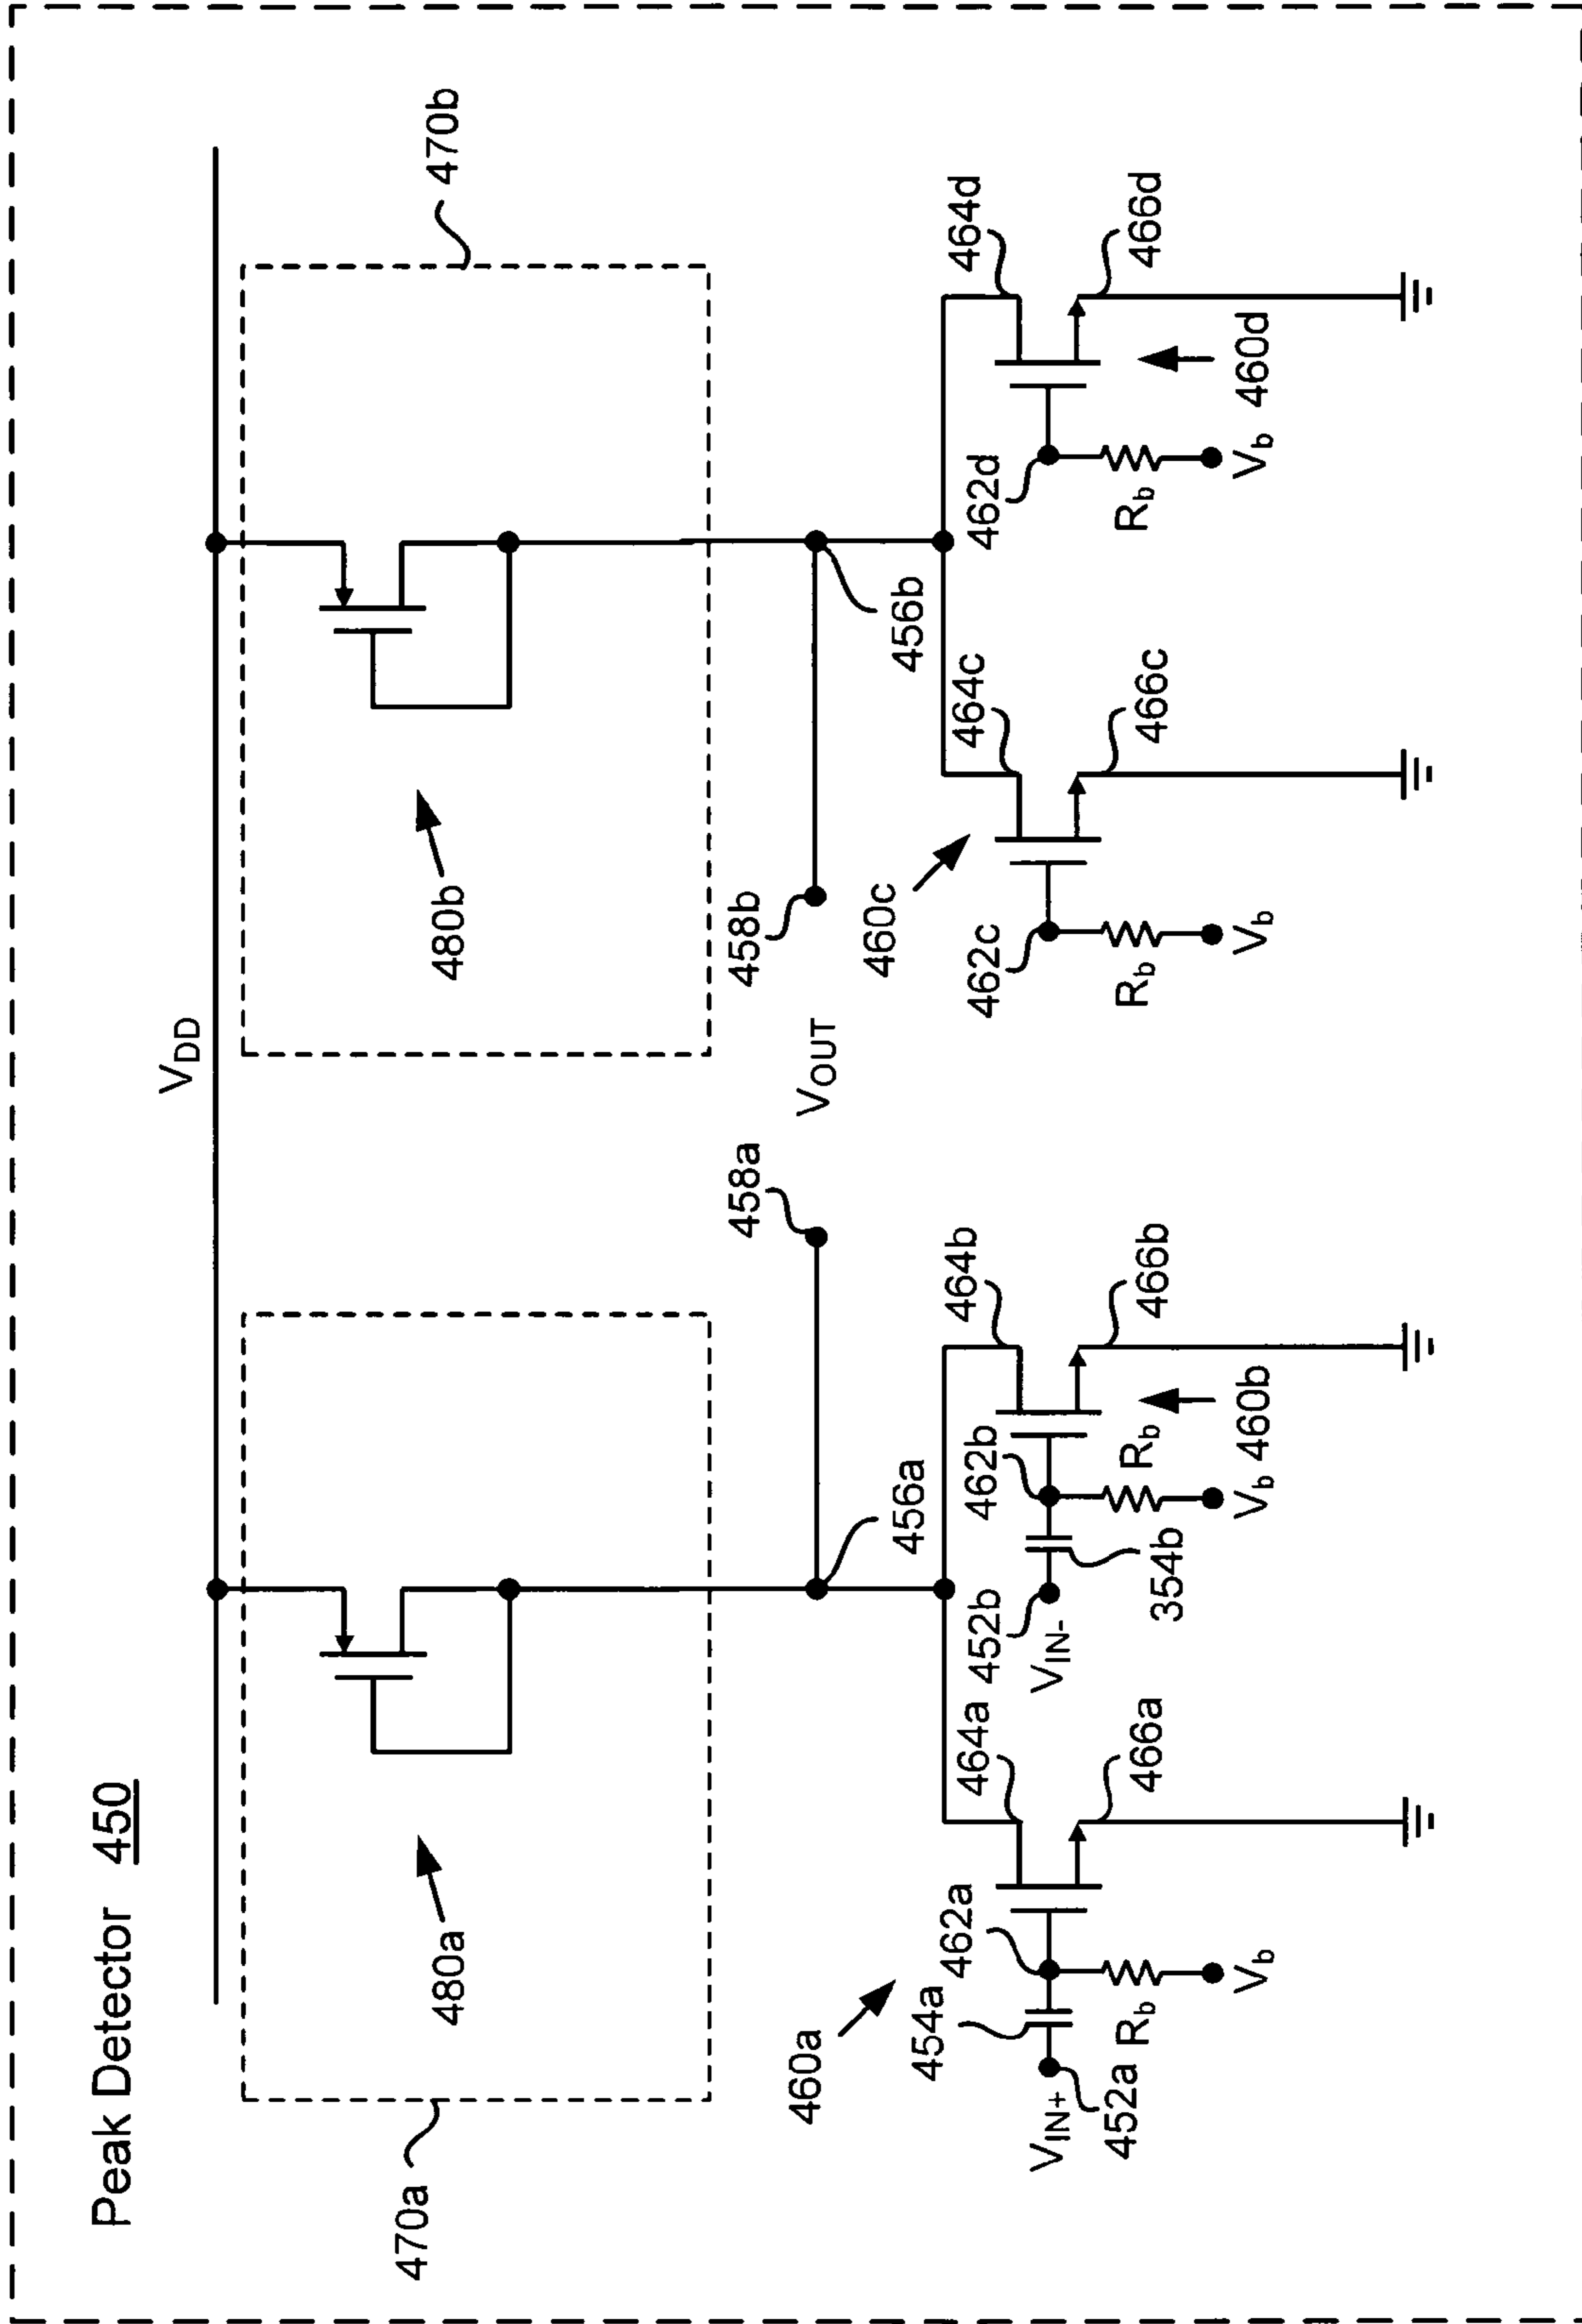 Peak Detector 450
V_DD
470a
480a
480b
470b
458a
V_OUT
458b
456a
456b
460a
454a
462a
464a
452b
462b
464b
460c
462c
464c
462d
464d
V_IN+
452a
R_b
V_b
466a
V_IN-
354b
R_b
V_b
460b
466b
R_b
V_b
466c
R_b
V_b
460d
466d